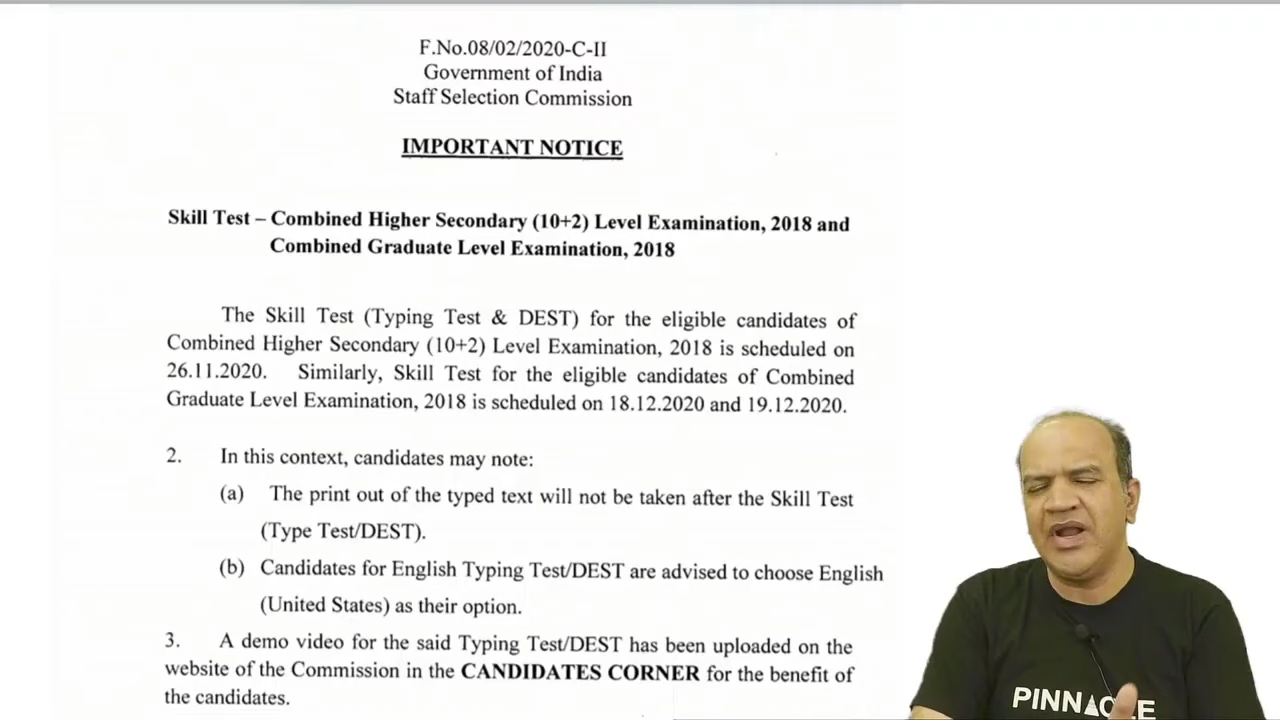 F.No.08/02/2020-C-II
Government of India
Staff Selection Commission
IMPORTANT NOTICE
Skill Test – Combined Higher Secondary (10+2) Level Examination, 2018 and
Combined Graduate Level Examination, 2018
The Skill Test (Typing Test & DEST) for the eligible candidates of
Combined Higher Secondary (10+2) Level Examination, 2018 is scheduled on
26.11.2020. Similarly, Skill Test for the eligible candidates of Combined
Graduate Level Examination, 2018 is scheduled on 18.12.2020 and 19.12.2020.
2. In this context, candidates may note:
(a) The print out of the typed text will not be taken after the Skill Test
(Type Test/DEST).
(b) Candidates for English Typing Test/DEST are advised to choose English
(United States) as their option.
3. A demo video for the said Typing Test/DEST has been uploaded on the
website of the Commission in the CANDIDATES CORNER for the benefit of
the candidates.
PINNACLE